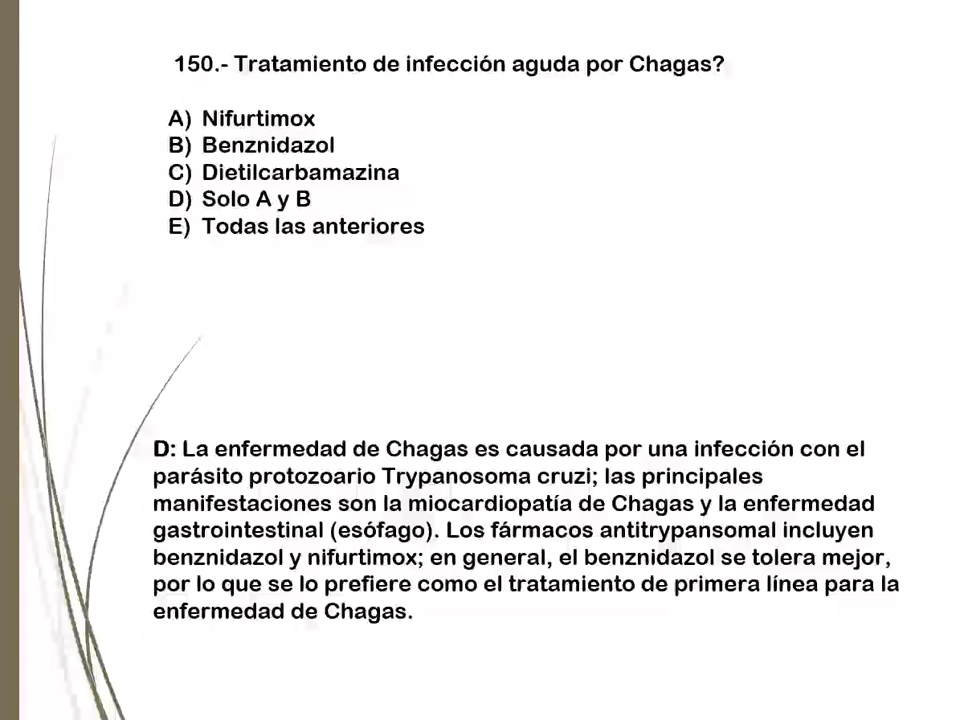 150.- Tratamiento de infección aguda por Chagas?
A) Nifurtimox
B) Benznidazol
C) Dietilcarbamazina
D) Solo A y B
E) Todas las anteriores
D: La enfermedad de Chagas es causada por una infección con el
parásito protozoario Trypanosoma cruzi; las principales
manifestaciones son la miocardiopatía de Chagas y la enfermedad
gastrointestinal (esófago). Los fármacos antitrypansomal incluyen
benznidazol y nifurtimox; en general, el benznidazol se tolera mejor,
por lo que se lo prefiere como el tratamiento de primera línea para la
enfermedad de Chagas.